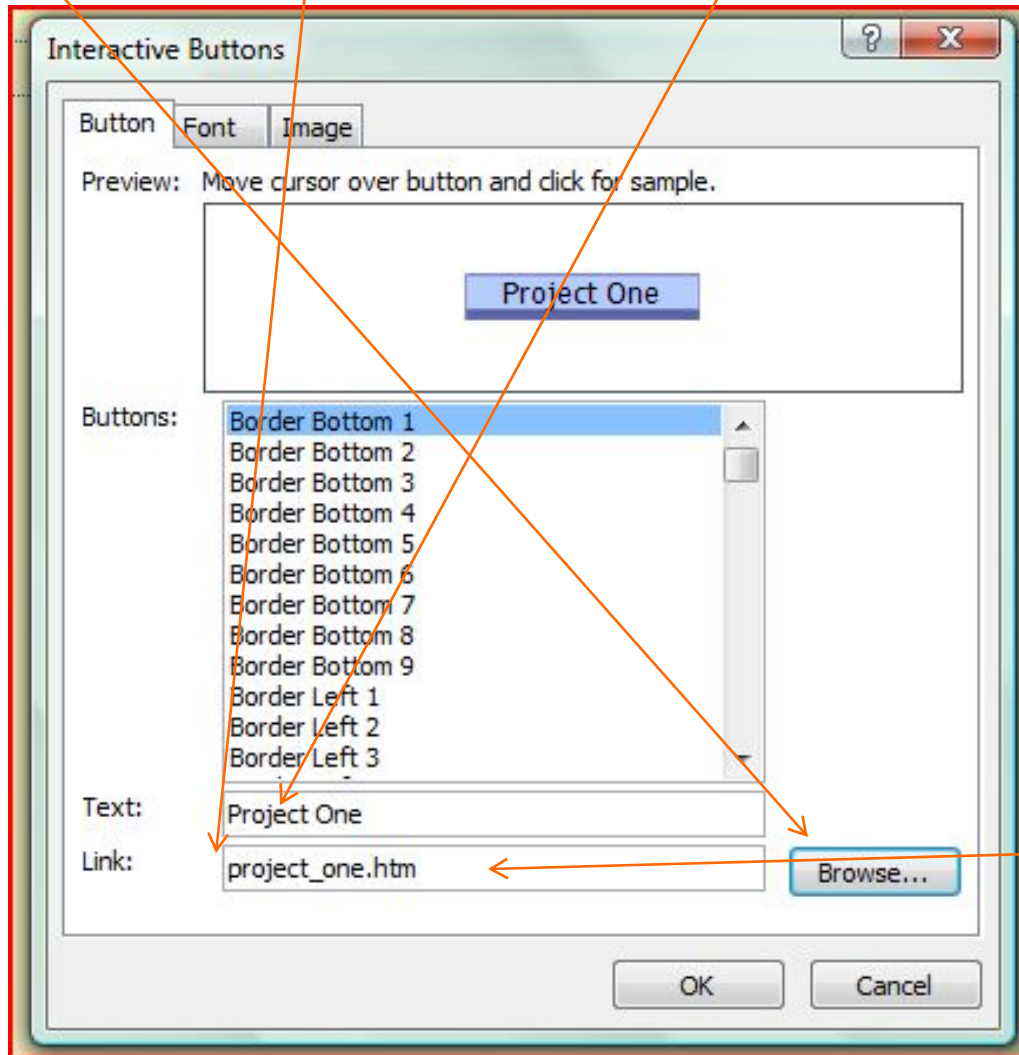 Interactive Buttons
Button Font Image
Preview: Move cursor over button and click for sample.
Project One
Buttons:
Border Bottom 1
Border Bottom 2
Border Bottom 3
Border Bottom 4
Border Bottom 5
Border Bottom 6
Border Bottom 7
Border Bottom 8
Border Bottom 9
Border Left 1
Border Left 2
Border Left 3
Text: Project One
Link: project_one.htm Browse...
OK Cancel